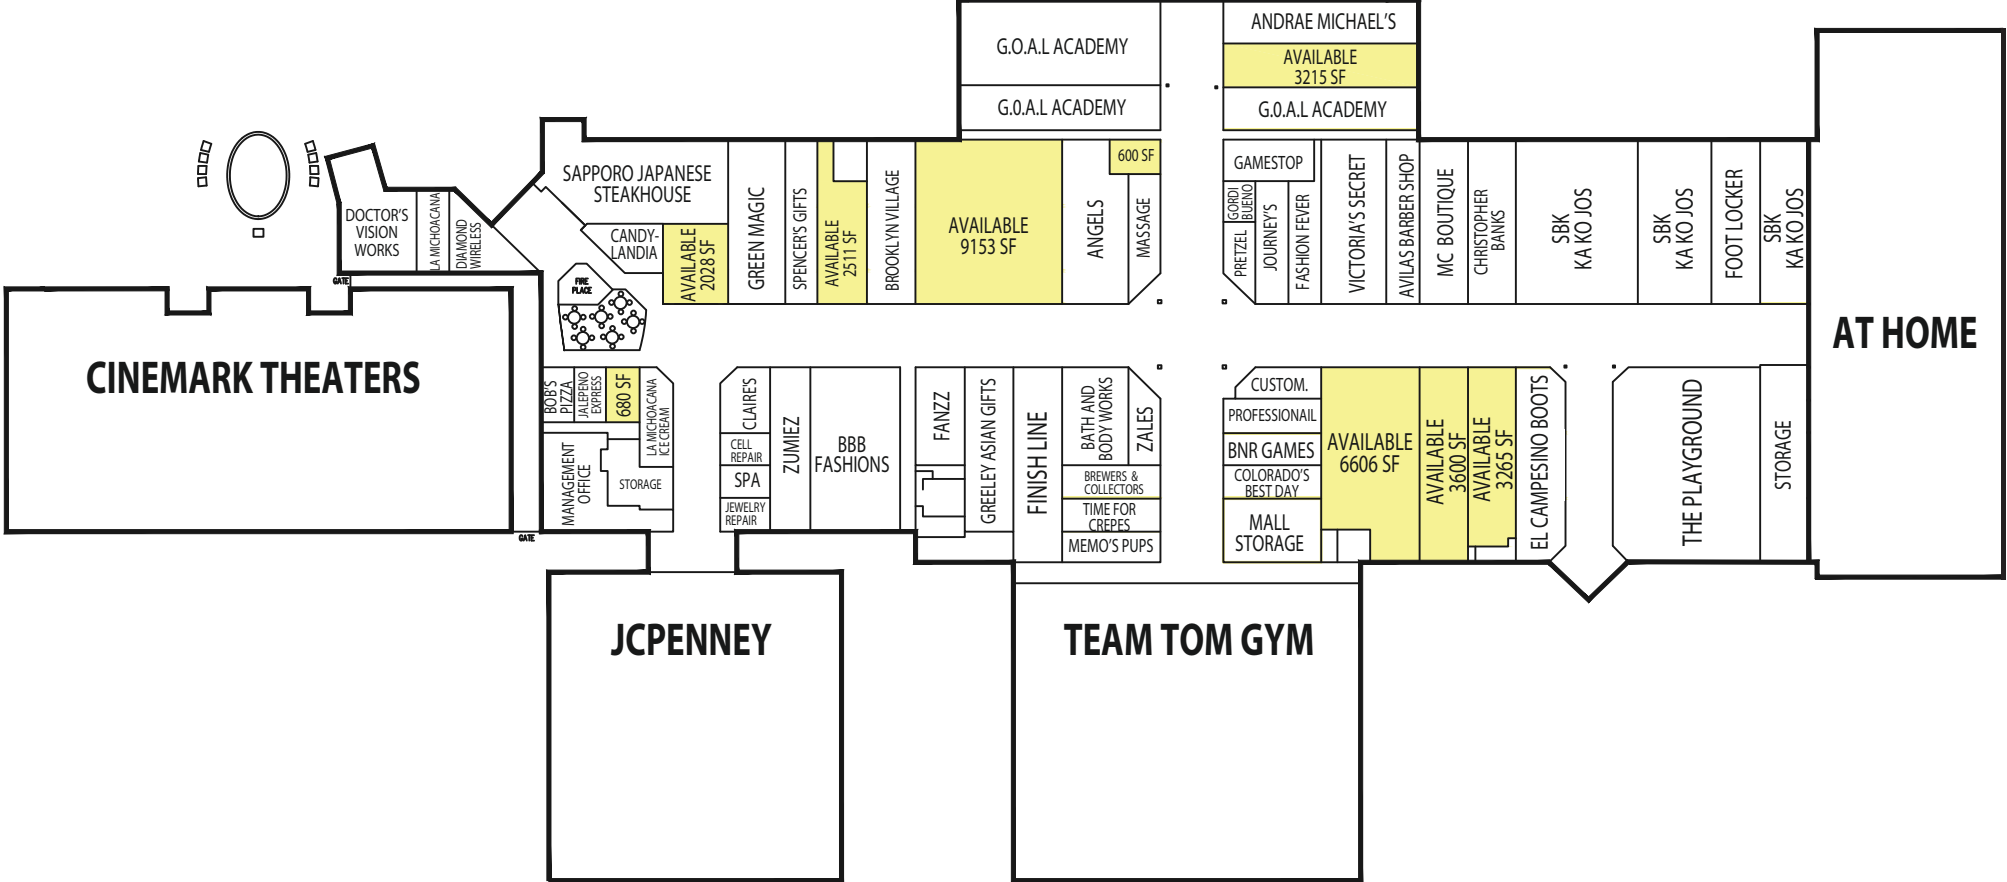 G.O.A.L ACADEMY
G.O.A.L ACADEMY
ANDRAE MICHAEL'S
AVAILABLE
3215 SF
G.O.A.L ACADEMY
DOCTOR'S
VISION
WORKS
LA MICHOACANA
DIAMOND
WIRELESS
GATE
SAPPORO JAPANESE
STEAKHOUSE
CANDY-
LANDIA
AVAILABLE
2028 SF
GREEN MAGIC
SPENCER'S GIFTS
AVAILABLE
2511 SF
BROOKLYN VILLAGE
AVAILABLE
9153 SF
ANGELS
600 SF
MASSAGE
GAMESTOP
GORDI
BUENO
PRETZEL
JOURNEY'S
FASHION FEVER
VICTORIA'S SECRET
AVILAS BARBER SHOP
MC BOUTIQUE
CHRISTOPHER
BANKS
SBK
KA KO JOS
SBK
KA KO JOS
FOOT LOCKER
SBK
KA KO JOS
AT HOME
FIRE
PLACE
CINEMARK THEATERS
GATE
BOB'S
PIZZA
JALEPENO
EXPRESS
680 SF
LA MICHOACANA
ICE CREAM
MANAGEMENT
OFFICE
STORAGE
CLAIRE'S
CELL
REPAIR
SPA
JEWELRY
REPAIR
ZUMIEZ
BBB
FASHIONS
FANZZ
GREELEY ASIAN GIFTS
FINISH LINE
BATH AND
BODY WORKS
ZALES
BREWERS &
COLLECTORS
TIME FOR
CREPES
MEMO'S PUPS
CUSTOM.
PROFESSIONAIL
BNR GAMES
COLORADO'S
BEST DAY
MALL
STORAGE
AVAILABLE
6606 SF
AVAILABLE
3600 SF
AVAILABLE
3265 SF
EL CAMPESINO BOOTS
THE PLAYGROUND
STORAGE
JCPENNEY
TEAM TOM GYM